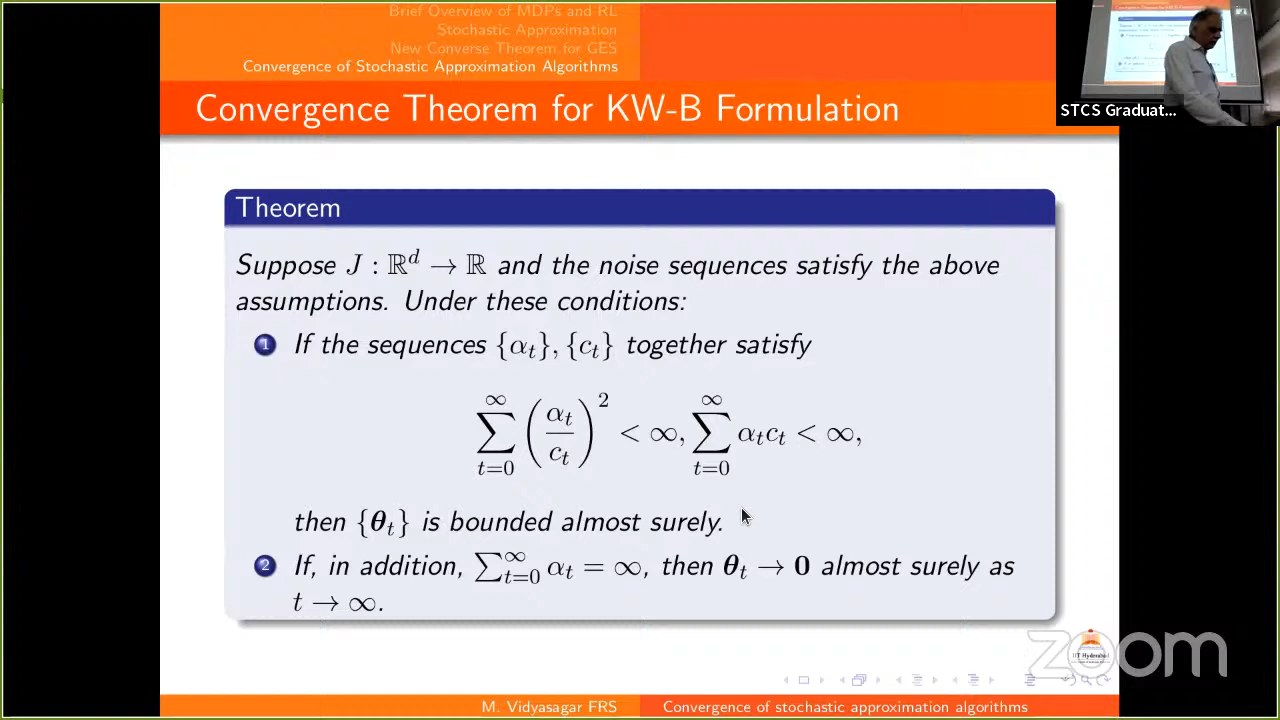 Brief Overview of MDPs and RL
Stochastic Approximation
New Converse Theorem for GES
Convergence of Stochastic Approximation Algorithms
Convergence Theorem for KW-B Formulation
STCS Graduat...
Theorem
Suppose J : ℝ^d → ℝ and the noise sequences satisfy the above
assumptions. Under these conditions:
1 If the sequences {α_t}, {c_t} together satisfy
∑_{t=0}^{∞} (α_t/c_t)^2 < ∞, ∑_{t=0}^{∞} α_t c_t < ∞,
then {θ_t} is bounded almost surely.
2 If, in addition, ∑_{t=0}^{∞} α_t = ∞, then θ_t → 0 almost surely as
t → ∞.
zoom
IIT Hyderabad
M. Vidyasagar FRS
Convergence of stochastic approximation algorithms